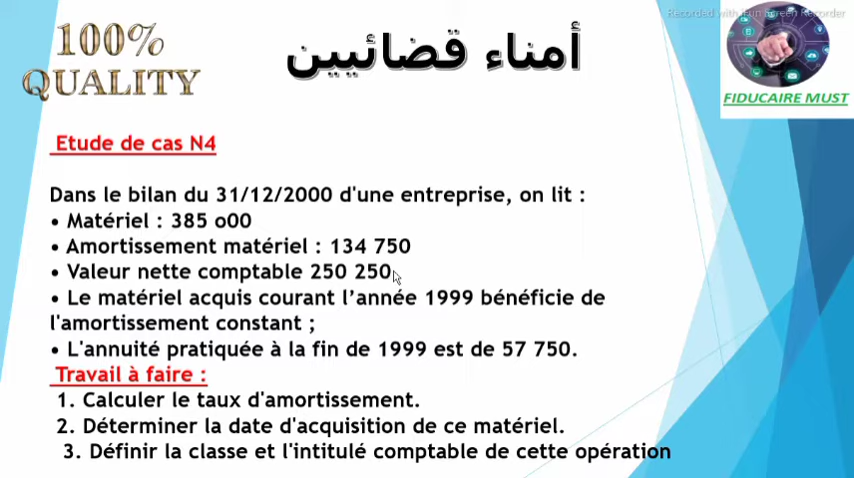 Recorded with iFun Screen Recorder
100%
QUALITY
أمناء قضائيين
FIDUCAIRE MUST
Etude de cas N4
Dans le bilan du 31/12/2000 d'une entreprise, on lit :
• Matériel : 385 o00
• Amortissement matériel : 134 750
• Valeur nette comptable 250 250
• Le matériel acquis courant l’année 1999 bénéficie de
l'amortissement constant ;
• L'annuité pratiquée à la fin de 1999 est de 57 750.
Travail à faire :
1. Calculer le taux d'amortissement.
2. Déterminer la date d'acquisition de ce matériel.
3. Définir la classe et l'intitulé comptable de cette opération